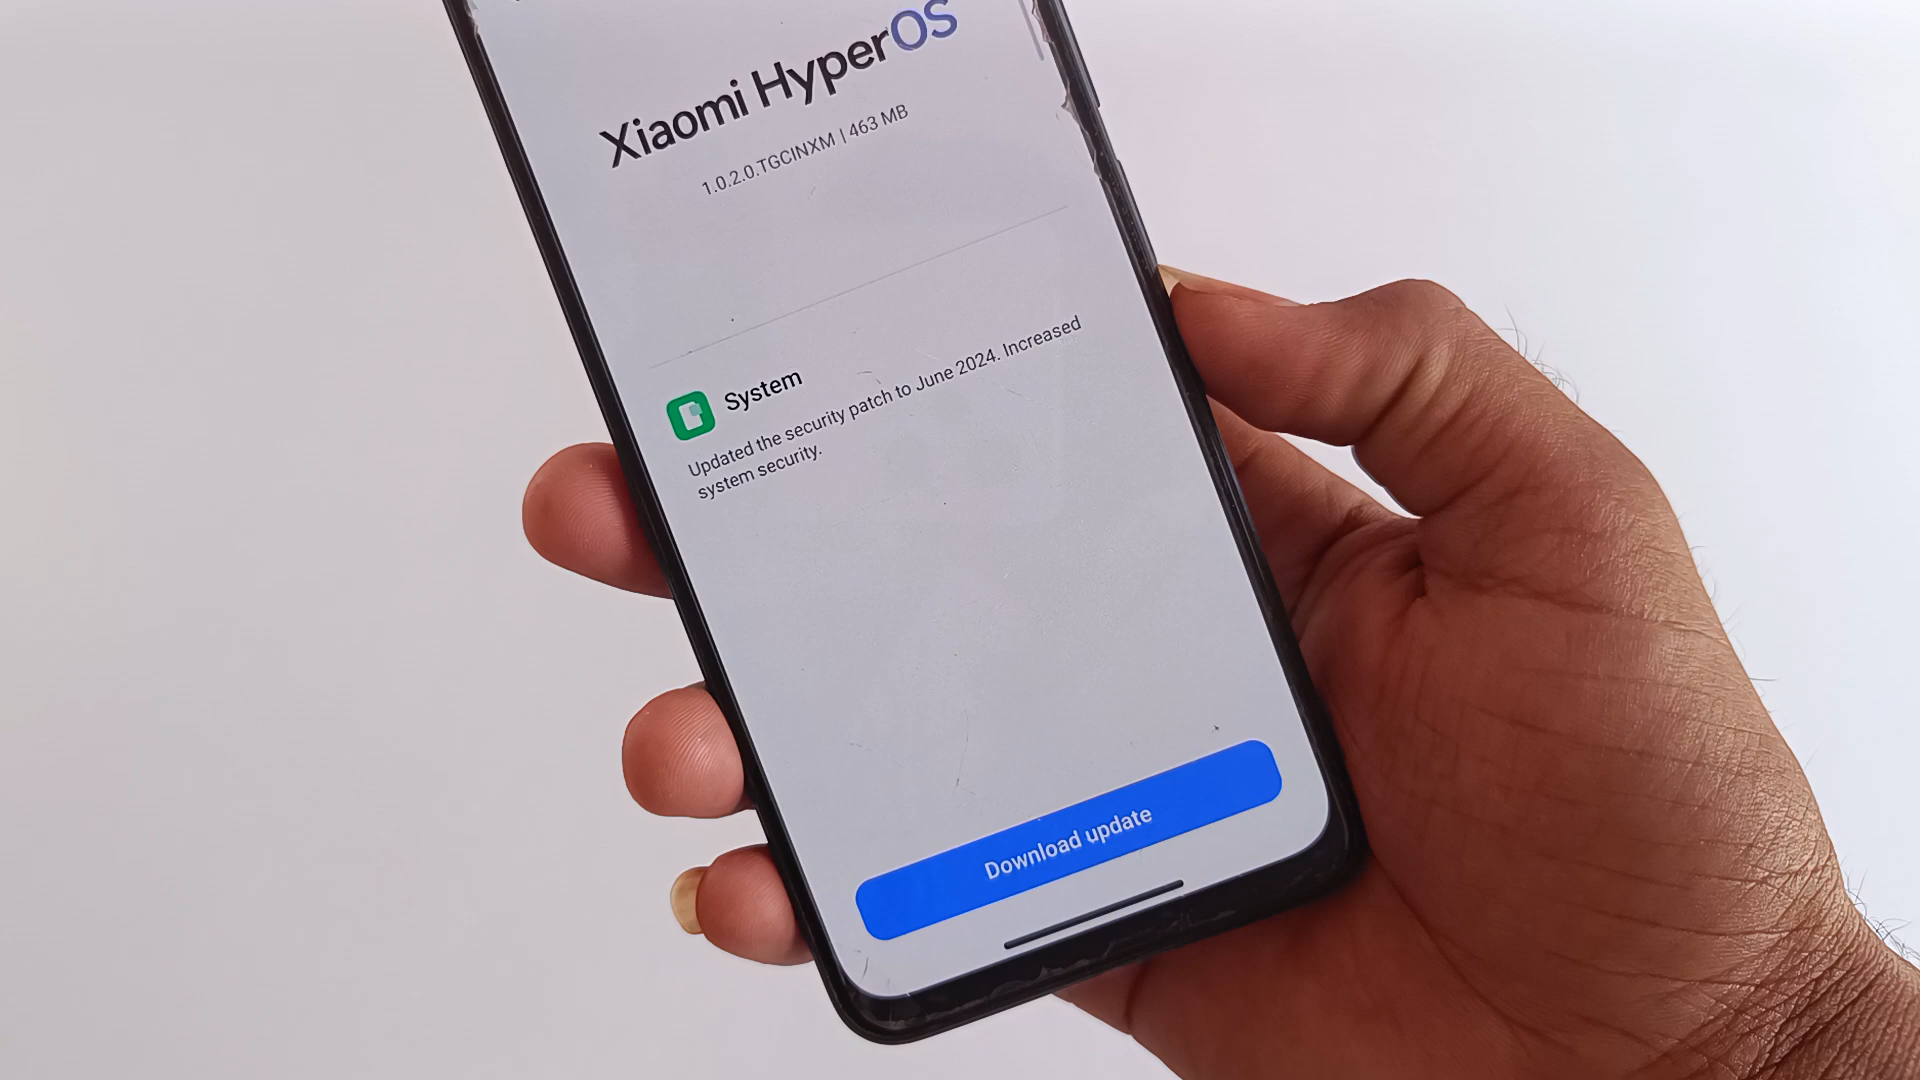 Xiaomi HyperOS
1.0.2.0.TGCINXM | 463 MB
System
Updated the security patch to June 2024. Increased
system security.
Download update